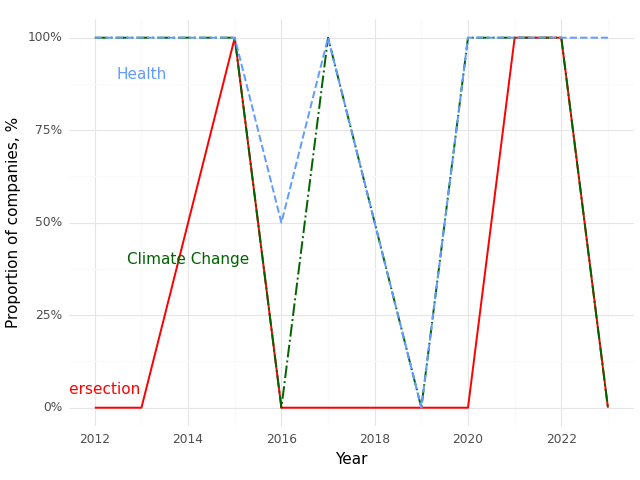 100%
Health
75%
Proportion of companies, %
50%
Climate Change
25%
ersection
0%
2012 2014 2016 2018 2020 2022
Year